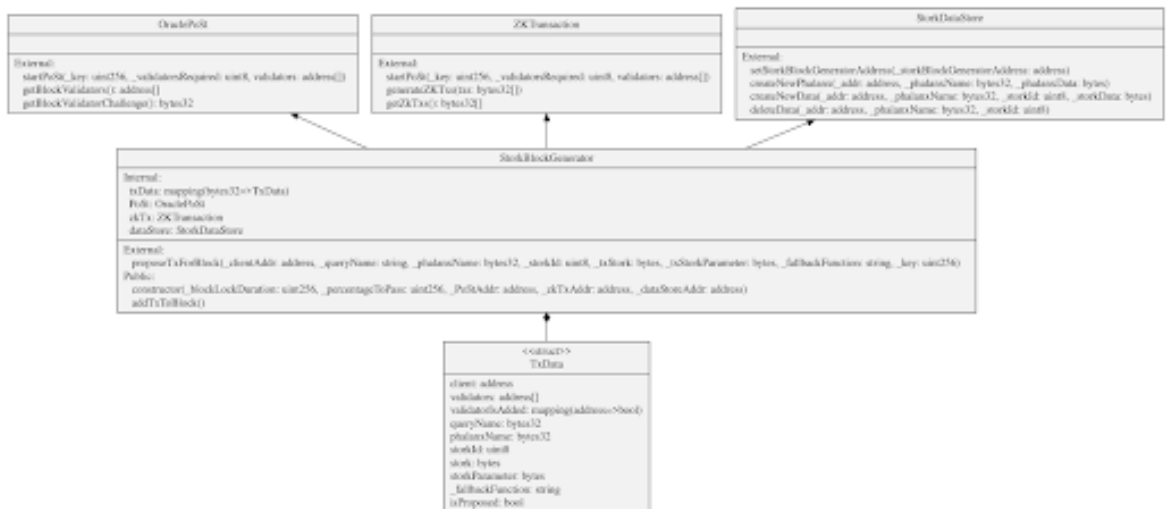 OraclePoSt
External:
startPoSt(_key: uint256, _validatorsRequired: uint8, validators: address[])
getBlockValidators(): address[]
getBlockValidatorChallenge(): bytes32
ZKTransaction
External:
startPoSt(_key: uint256, _validatorsRequired: uint8, validators: address[])
generateZKTxs(txs: bytes32[])
getZkTxs(): bytes32[]
StorkDataStore
External:
setStorkBlockGeneratorAddress(_storkBlockGeneratorAddress: address)
createNewPhalanx(_addr: address, _phalanxName: bytes32, _phalanxData: bytes)
createNewData(_addr: address, _phalanxName: bytes32, _storkId: uint8, _storkData: bytes)
deleteData(_addr: address, _phalanxName: bytes32, _storkId: uint8)
StorkBlockGenerator
Internal:
txData: mapping(bytes32=>TxData)
PoSt: OraclePoSt
zkTx: ZKTransaction
dataStore: StorkDataStore
External:
proposeTxForBlock(_clientAddr: address, _queryName: string, _phalanxName: bytes32, _storkId: uint8, _txStork: bytes, _txStorkParameter: bytes, _fallbackFunction: string, _key: uint256)
Public:
constructor(_blockLockDuration: uint256, _percentageToPass: uint256, _PoStAddr: address, _zkTxAddr: address, _dataStoreAddr: address)
addTxToBlock()
<<struct>>
TxData
client: address
validators: address[]
validatorIsAdded: mapping(address=>bool)
queryName: bytes32
phalanxName: bytes32
storkId: uint8
stork: bytes
storkParameter: bytes
_fallbackFunction: string
isProposed: bool